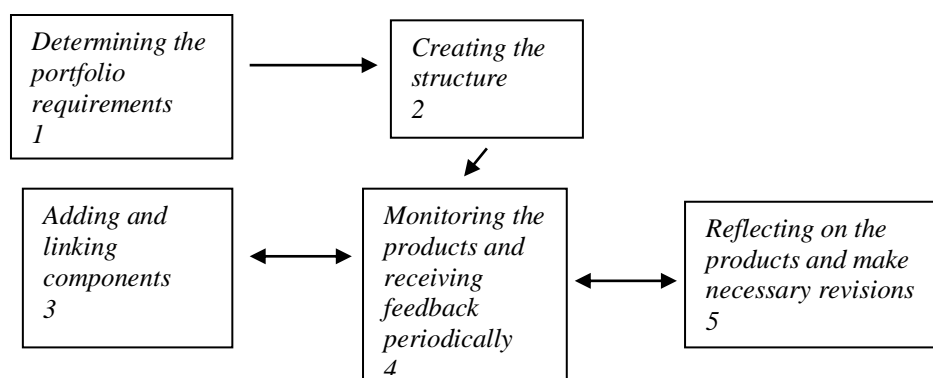 Determining the
portfolio
requirements
1
Creating the
structure
2
Adding and
linking
components
3
Monitoring the
products and
receiving
feedback
periodically
4
Reflecting on the
products and make
necessary revisions
5